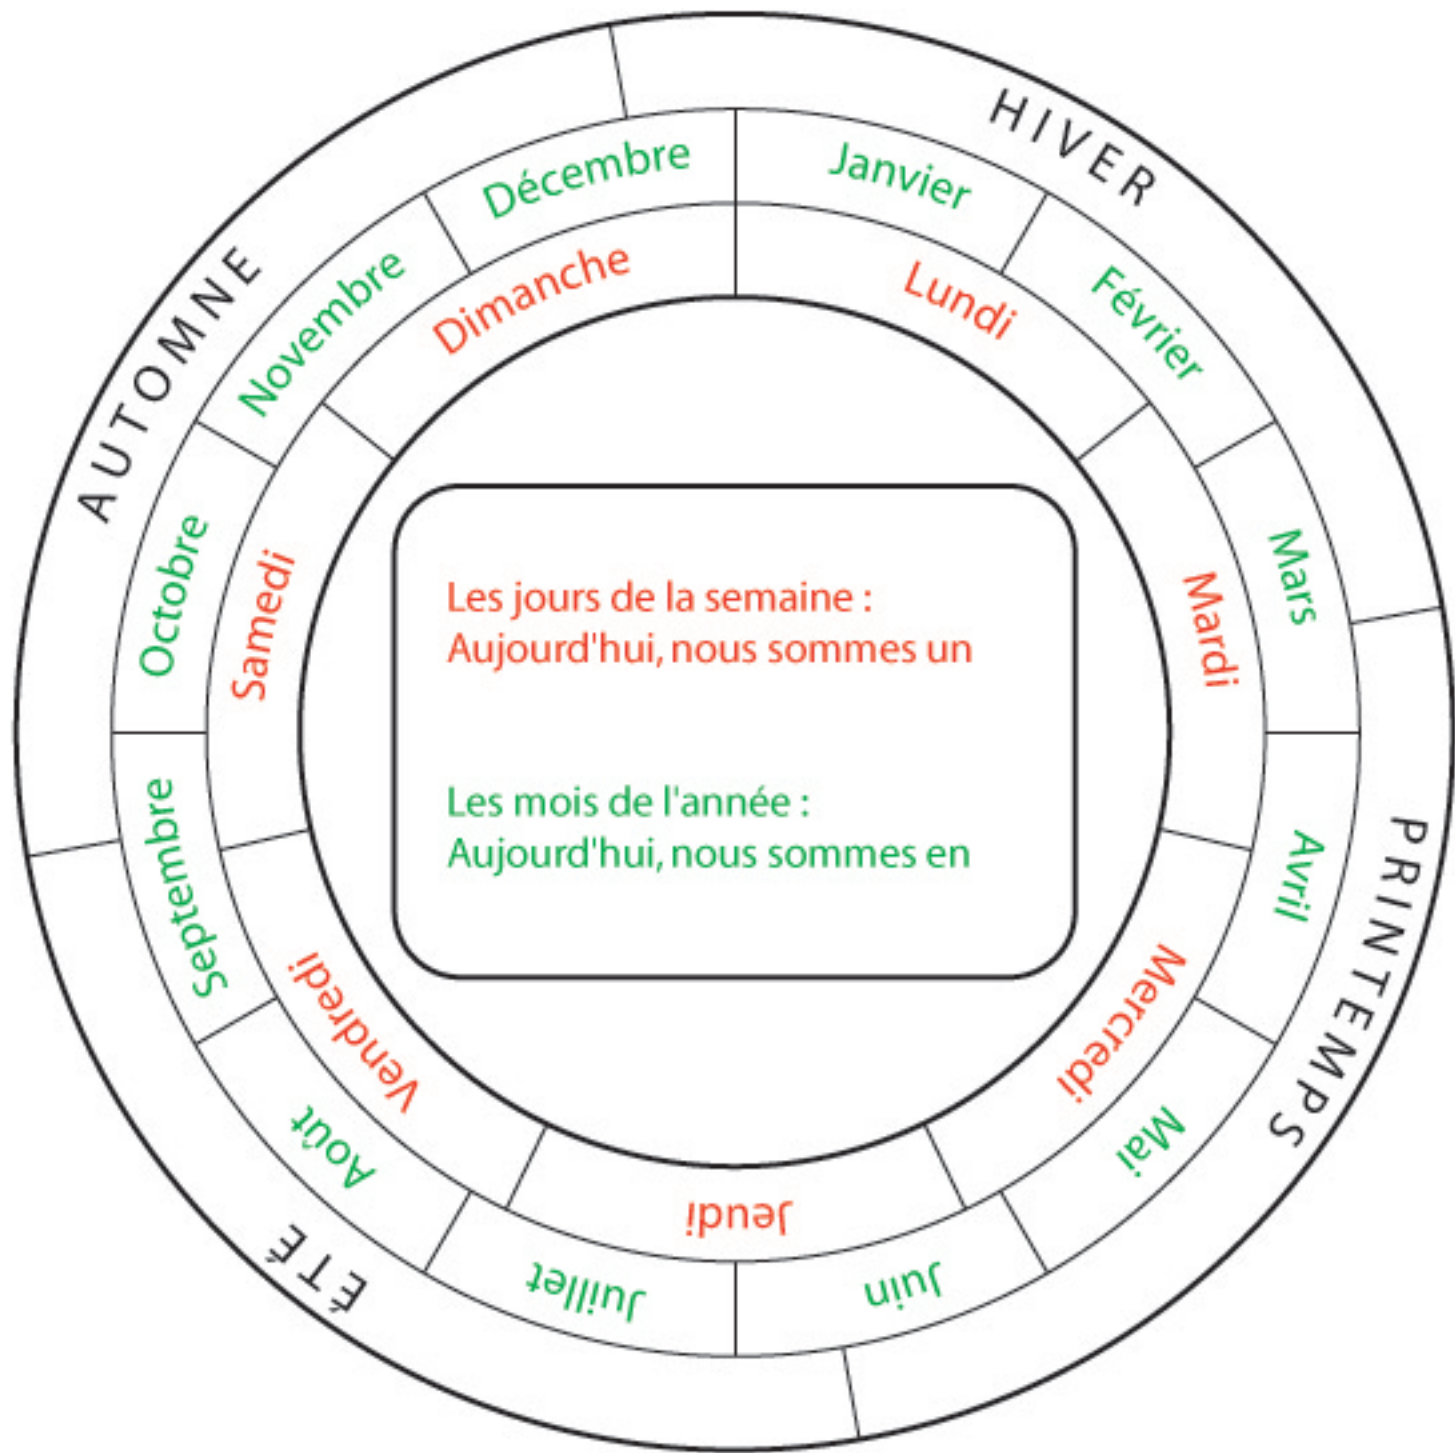 HIVER
PRINTEMPS
ÉTÉ
AUTOMNE
Janvier
Février
Mars
Avril
Mai
Juin
Juillet
Août
Septembre
Octobre
Novembre
Décembre
Lundi
Mardi
Mercredi
Jeudi
Vendredi
Samedi
Dimanche
Les jours de la semaine :
Aujourd'hui, nous sommes un
Les mois de l'année :
Aujourd'hui, nous sommes en